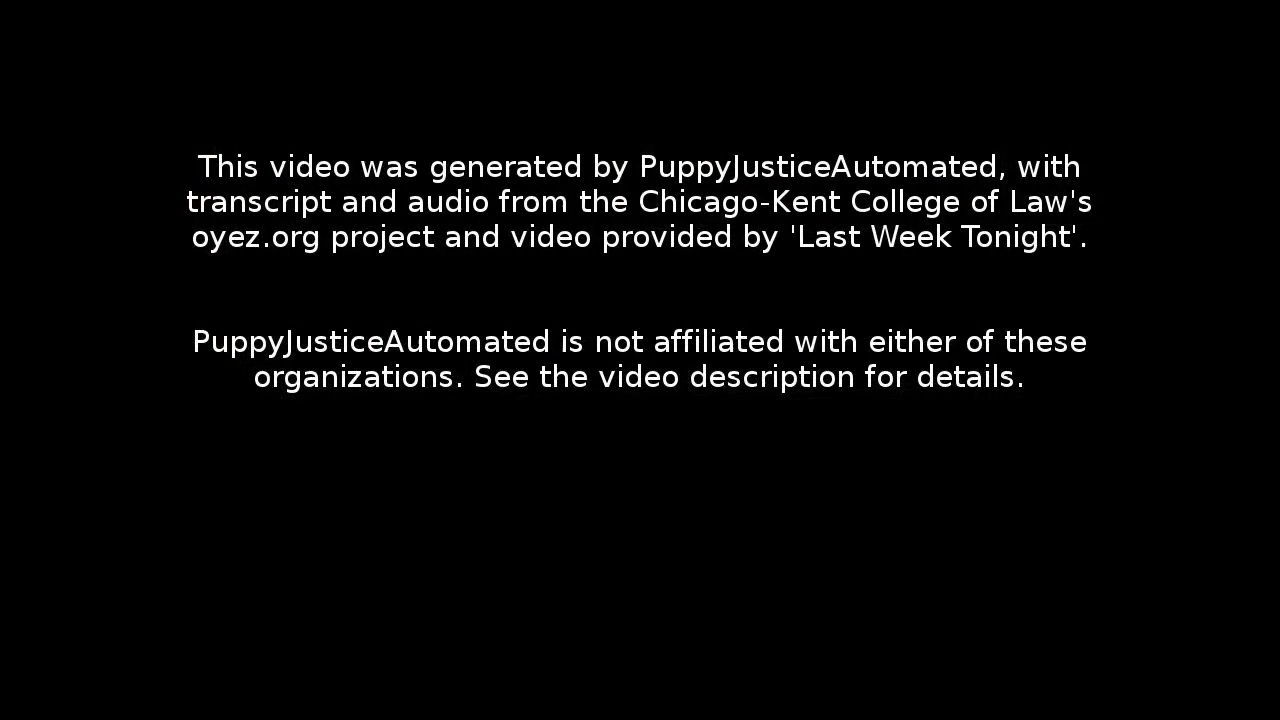 This video was generated by PuppyJusticeAutomated, with
transcript and audio from the Chicago-Kent College of Law's
oyez.org project and video provided by 'Last Week Tonight'.
PuppyJusticeAutomated is not affiliated with either of these
organizations. See the video description for details.